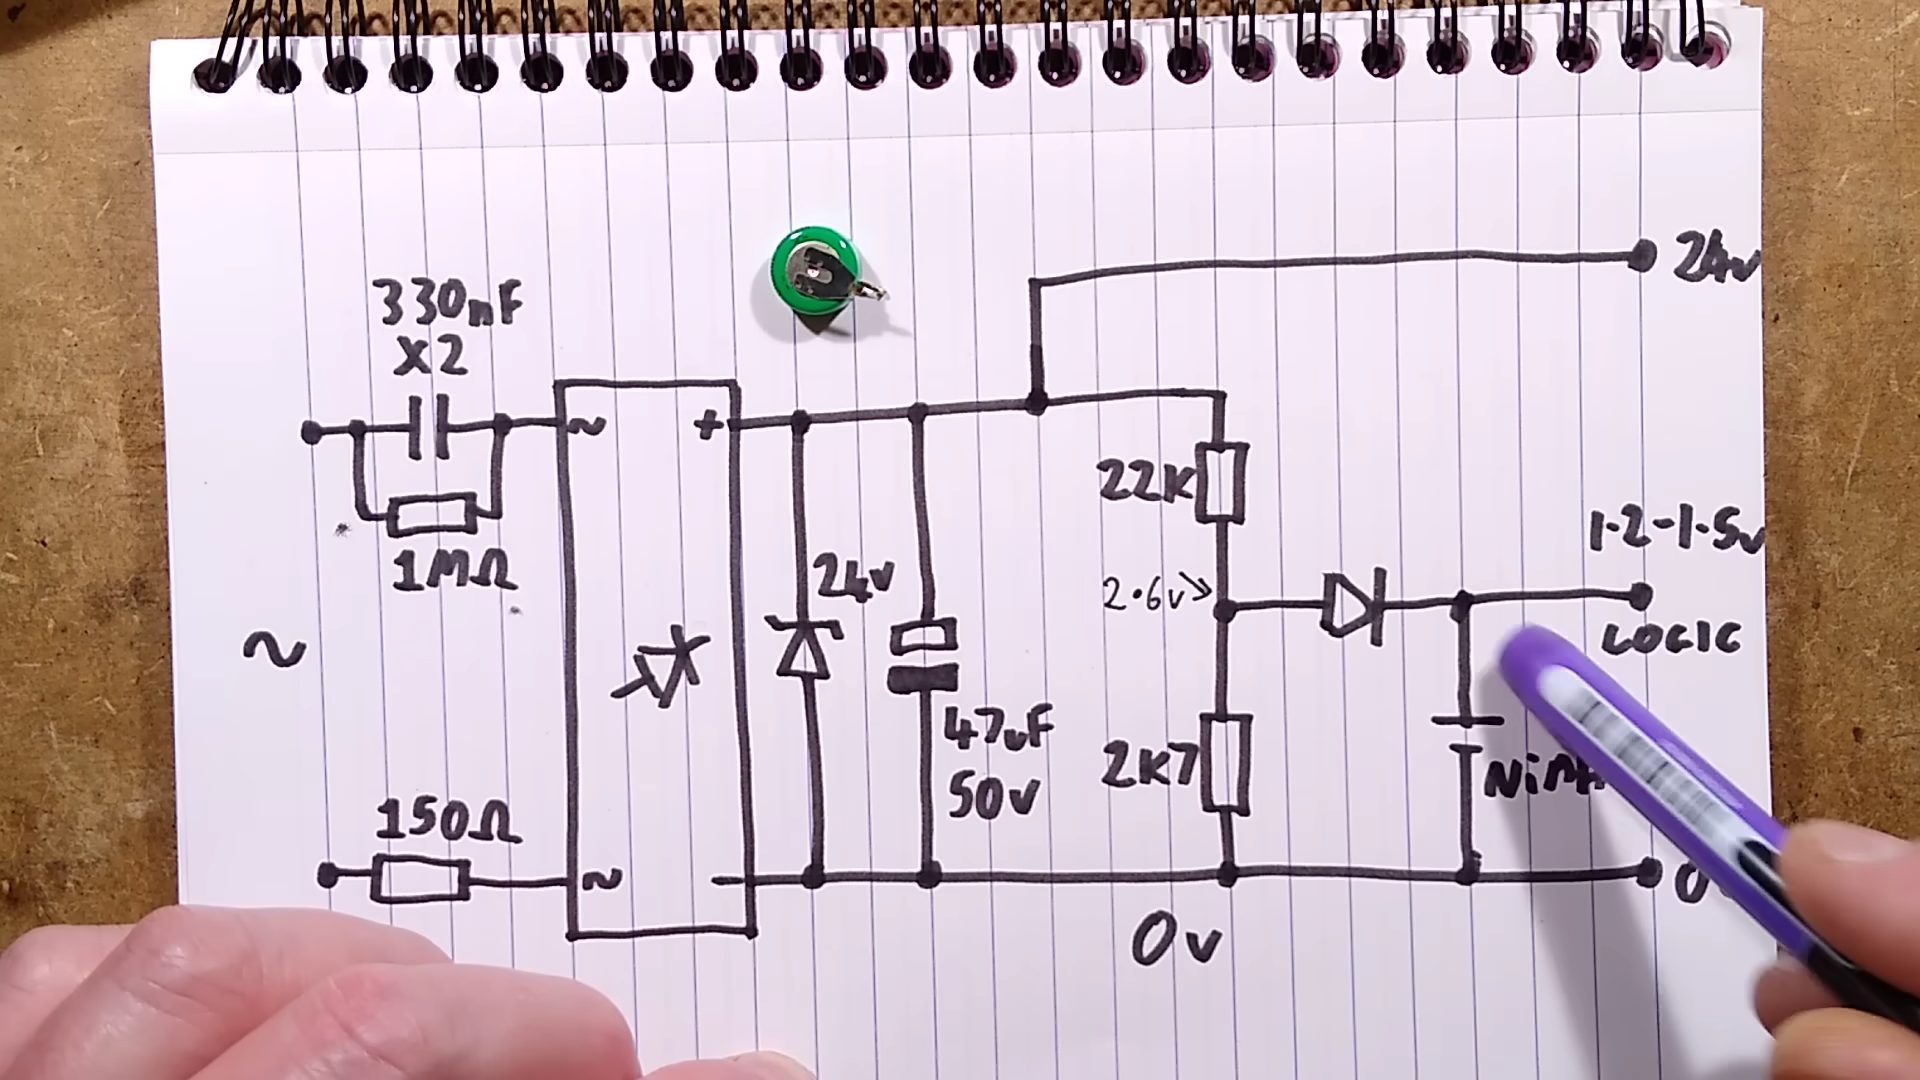 330nF
X2
1MΩ
~
150Ω
~
+
~
-
24v
47uF
50v
24v
22K
2.6v
2K7
1.2-1.5v
LOGIC
0v